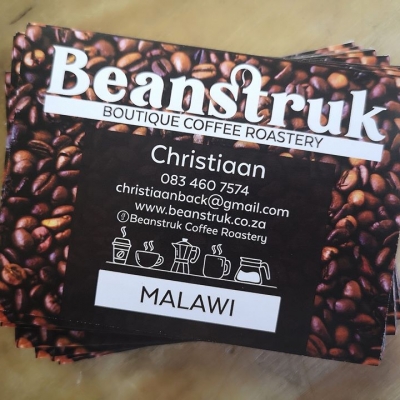 Beanstruk
BOUTIQUE COFFEE ROASTERY
Christiaan
083 460 7574
christiaanback@gmail.com
www.beanstruk.co.za
Beanstruk Coffee Roastery
MALAWI